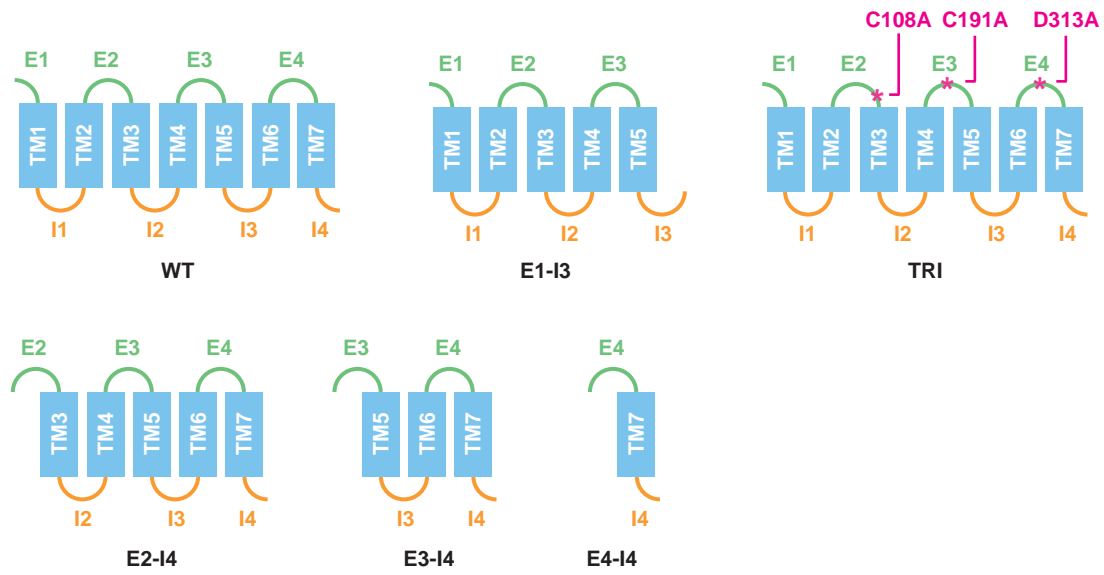 C108A C191A D313A
E1 E2 E3 E4
TM1 TM2 TM3 TM4 TM5 TM6 TM7
I1 I2 I3 I4
WT
E1 E2 E3
TM1 TM2 TM3 TM4 TM5
I1 I2 I3
E1-I3
E1 E2 E3 E4
* * *
TM1 TM2 TM3 TM4 TM5 TM6 TM7
I1 I2 I3 I4
TRI
E2 E3 E4
TM3 TM4 TM5 TM6 TM7
I2 I3 I4
E2-I4
E3 E4
TM5 TM6 TM7
I3 I4
E3-I4
E4
TM7
I4
E4-I4